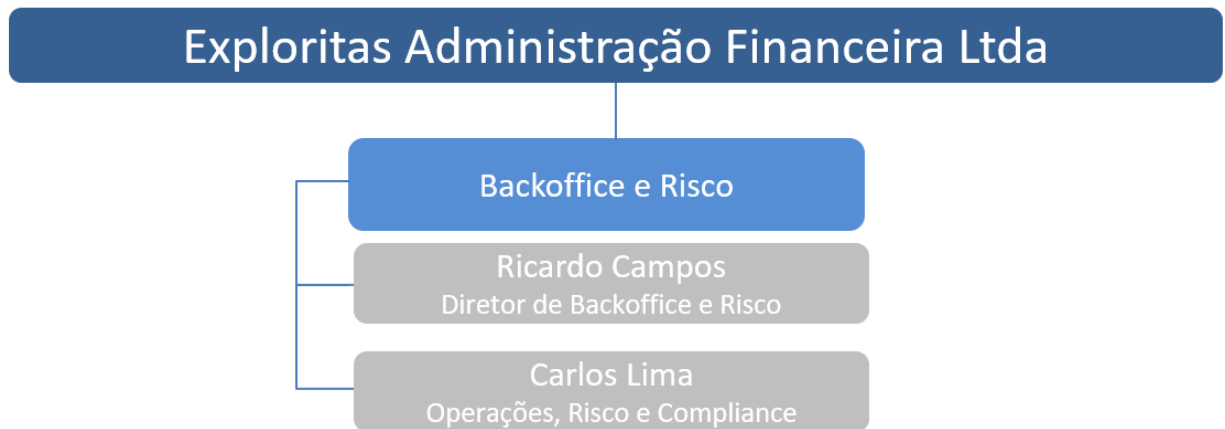 Exploritas Administração Financeira Ltda
Backoffice e Risco
Ricardo Campos
Diretor de Backoffice e Risco
Carlos Lima
Operações, Risco e Compliance